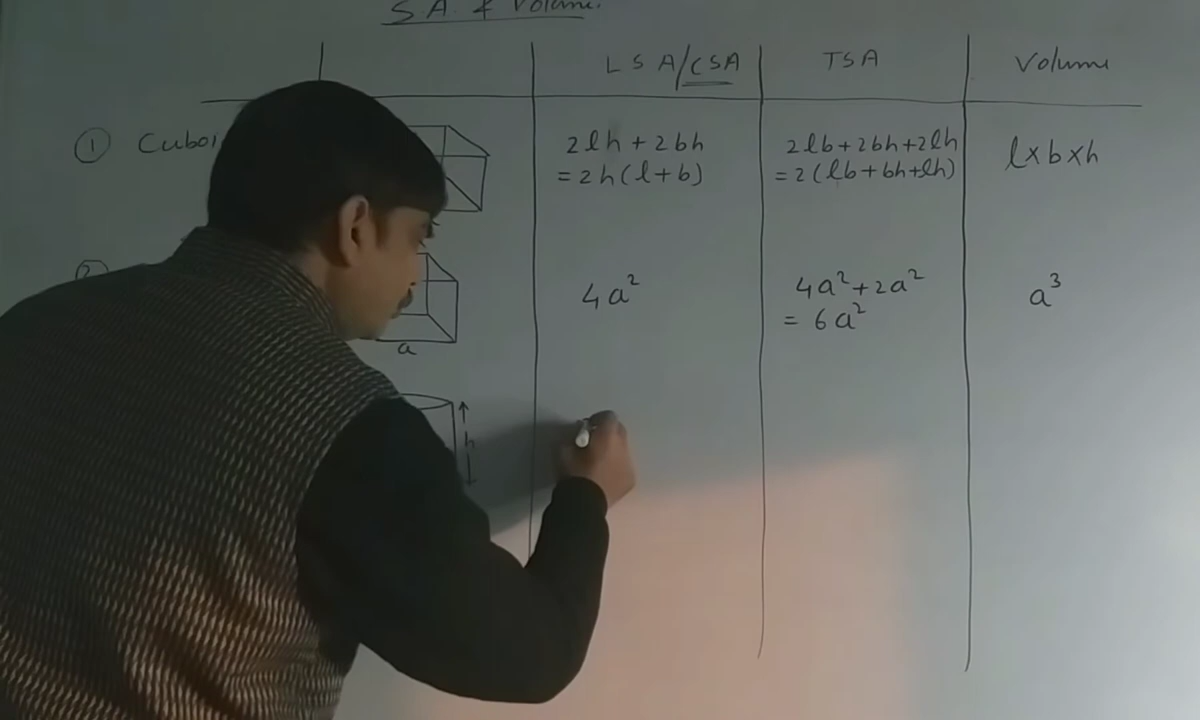 S A. & Volume.
LSA/CSA
TSA
Volume
① Cuboi
2lh + 2bh
= 2h(l+b)
2lb+2bh+2lh
= 2(lb+bh+lh)
l×b×h
②
a
4a²
4a²+2a²
= 6a²
a³
h